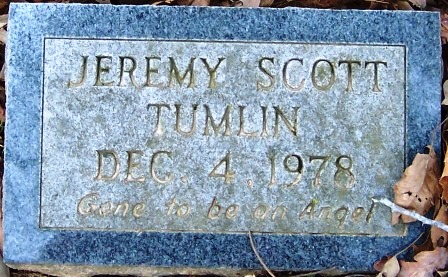 JEREMY SCOTT
TUMLIN
DEC. 4, 1978
Gone to be an Angel